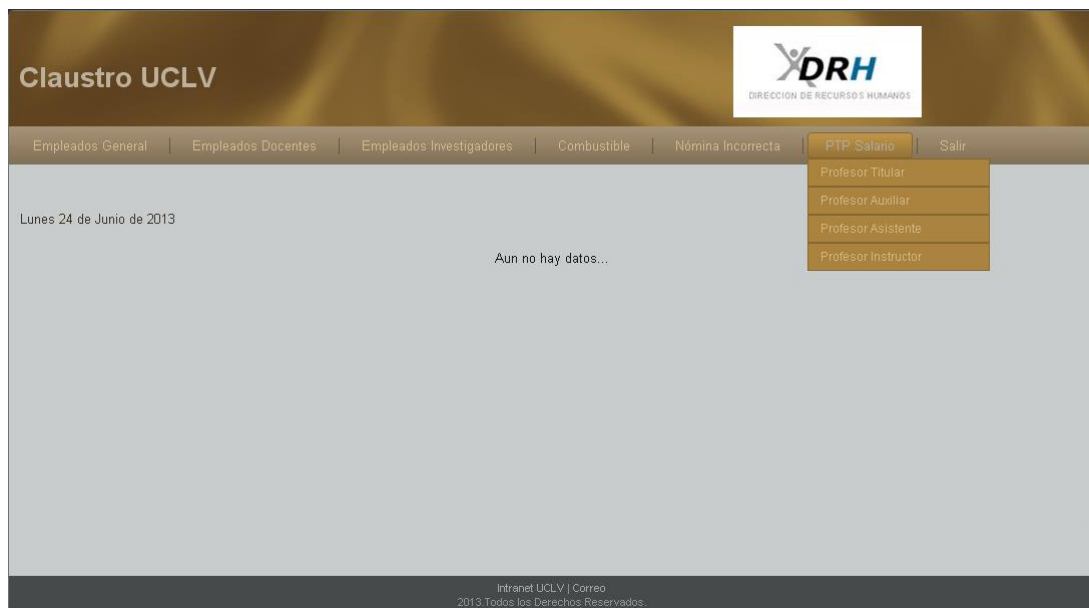 Claustro UCLV
DRH
DIRECCION DE RECURSOS HUMANOS
Empleados General | Empleados Docentes | Empleados Investigadores | Combustible | Nómina Incorrecta | PTP Salario | Salir
Profesor Titular
Profesor Auxiliar
Profesor Asistente
Profesor Instructor
Lunes 24 de Junio de 2013
Aun no hay datos...
Intranet UCLV | Correo
2013.Todos los Derechos Reservados.